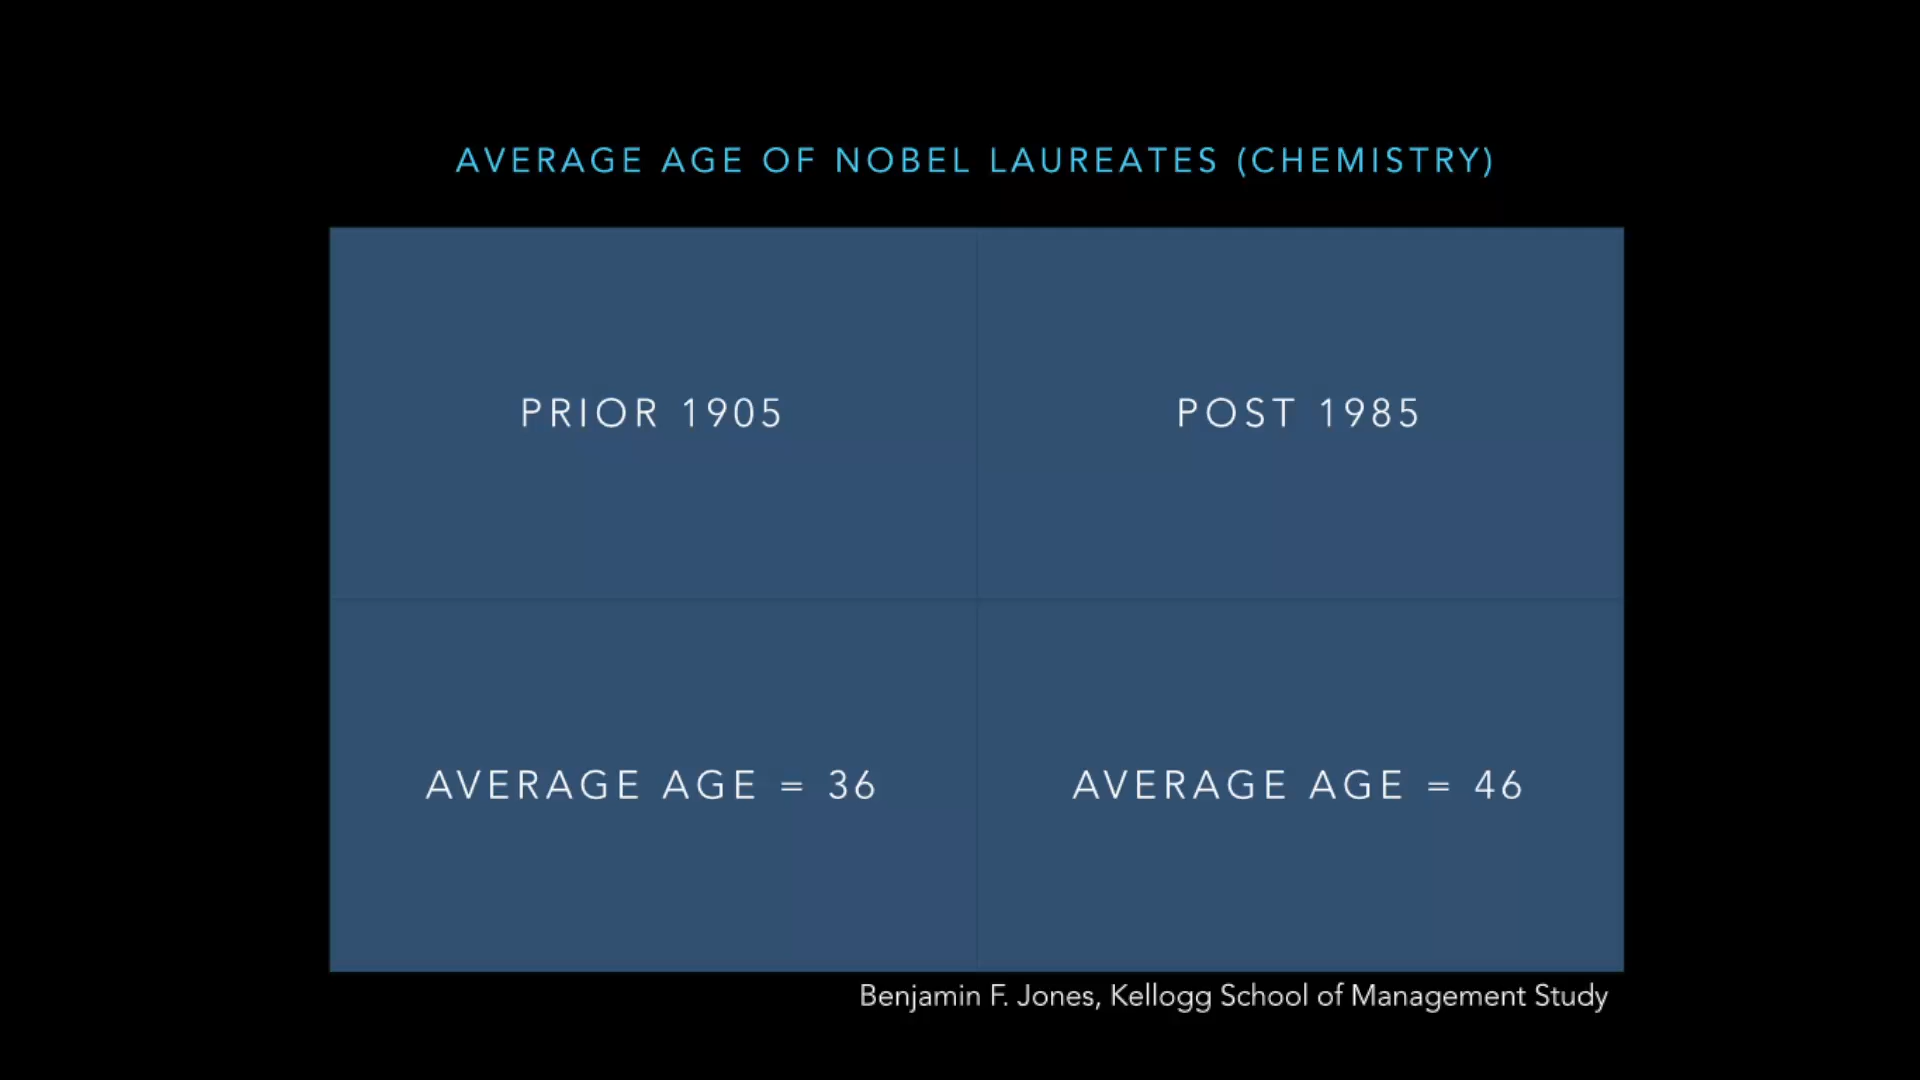 AVERAGE AGE OF NOBEL LAUREATES (CHEMISTRY)
PRIOR 1905
POST 1985
AVERAGE AGE = 36
AVERAGE AGE = 46
Benjamin F. Jones, Kellogg School of Management Study